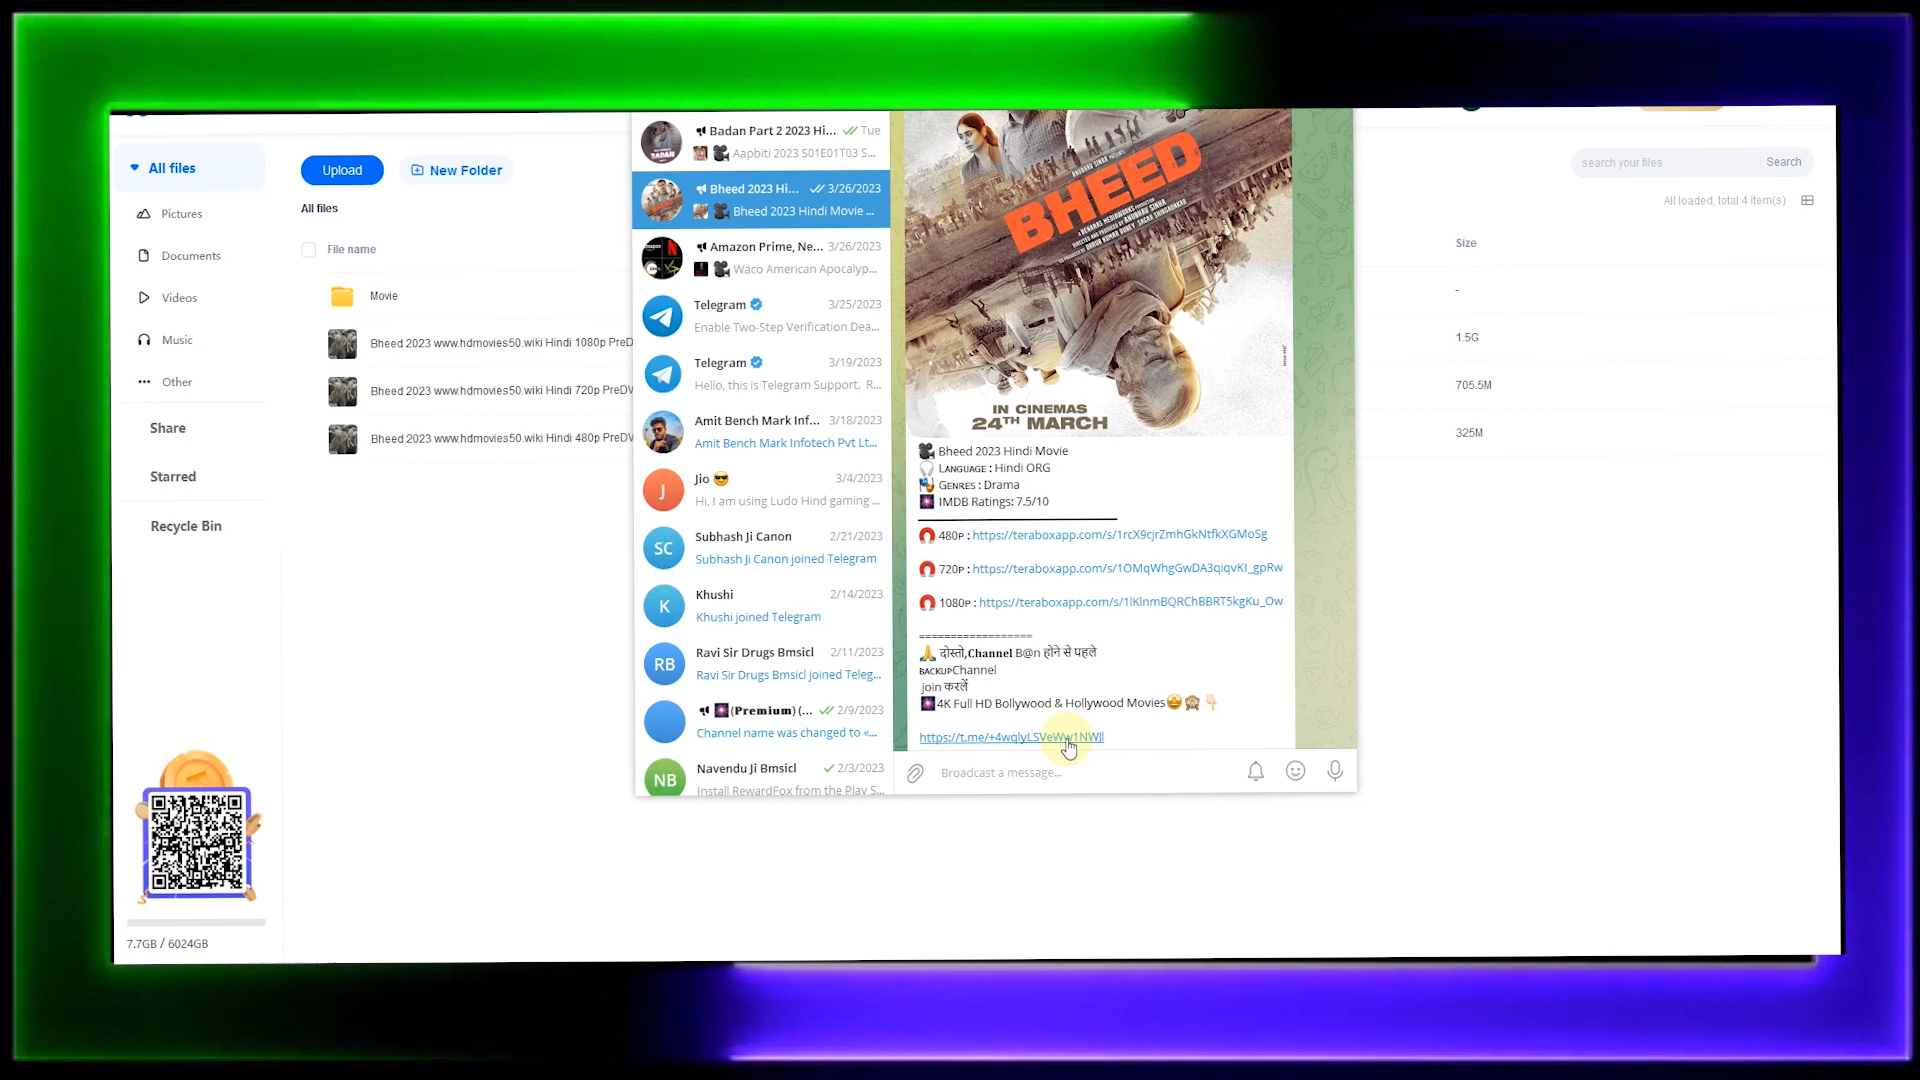 All files
Pictures
Documents
Videos
Music
Other
Share
Starred
Recycle Bin
7.7GB / 6024GB
Upload
New Folder
All files
File name
Movie
Bheed 2023 www.hdmovies50.wiki Hindi 1080p PreDV
Bheed 2023 www.hdmovies50.wiki Hindi 720p PreDV
Bheed 2023 www.hdmovies50.wiki Hindi 480p PreDV
Badan Part 2 2023 Hi... Tue
Aapbiti 2023 S01E01T03 S...
Bheed 2023 Hi... 3/26/2023
Bheed 2023 Hindi Movie ...
Amazon Prime, Ne... 3/26/2023
Waco American Apocalyp...
Telegram 3/25/2023
Enable Two-Step Verification Dea...
Telegram 3/19/2023
Hello, this is Telegram Support. R...
Amit Bench Mark Inf... 3/18/2023
Amit Bench Mark Infotech Pvt Lt...
J
Jio 😎 3/4/2023
Hi, I am using Ludo Hind gaming ...
SC
Subhash Ji Canon 2/21/2023
Subhash Ji Canon joined Telegram
K
Khushi 2/14/2023
Khushi joined Telegram
RB
Ravi Sir Drugs Bmsicl 2/11/2023
Ravi Sir Drugs Bmsicl joined Teleg...
(Premium) (... 2/9/2023
Channel name was changed to «...
NB
Navendu Ji Bmsicl 2/3/2023
Install RewardFox from the Play S...
BHEED
IN CINEMAS
24TH MARCH
🎥 Bheed 2023 Hindi Movie
🎧 Language : Hindi ORG
Genres : Drama
🎆 IMDB Ratings: 7.5/10
🧲 480p : https://teraboxapp.com/s/1rcX9cjrZmhGkNtfkXGMoSg
🧲 720p : https://teraboxapp.com/s/1OMqWhgGwDA3qiqvKI_gpRw
🧲 1080p : https://teraboxapp.com/s/1lKlnmBQRChBBRT5kgKu_Ow
==================
🙏 दोस्तो,Channel B@n होने से पहले
BACKUPChannel
join करलें
🎆4K Full HD Bollywood & Hollywood Movies🤩🙈👇🏻
https://t.me/+4wqlyLSVeWw1NWJl
Broadcast a message...
search your files Search
All loaded, total 4 item(s)
Size
-
1.5G
705.5M
325M